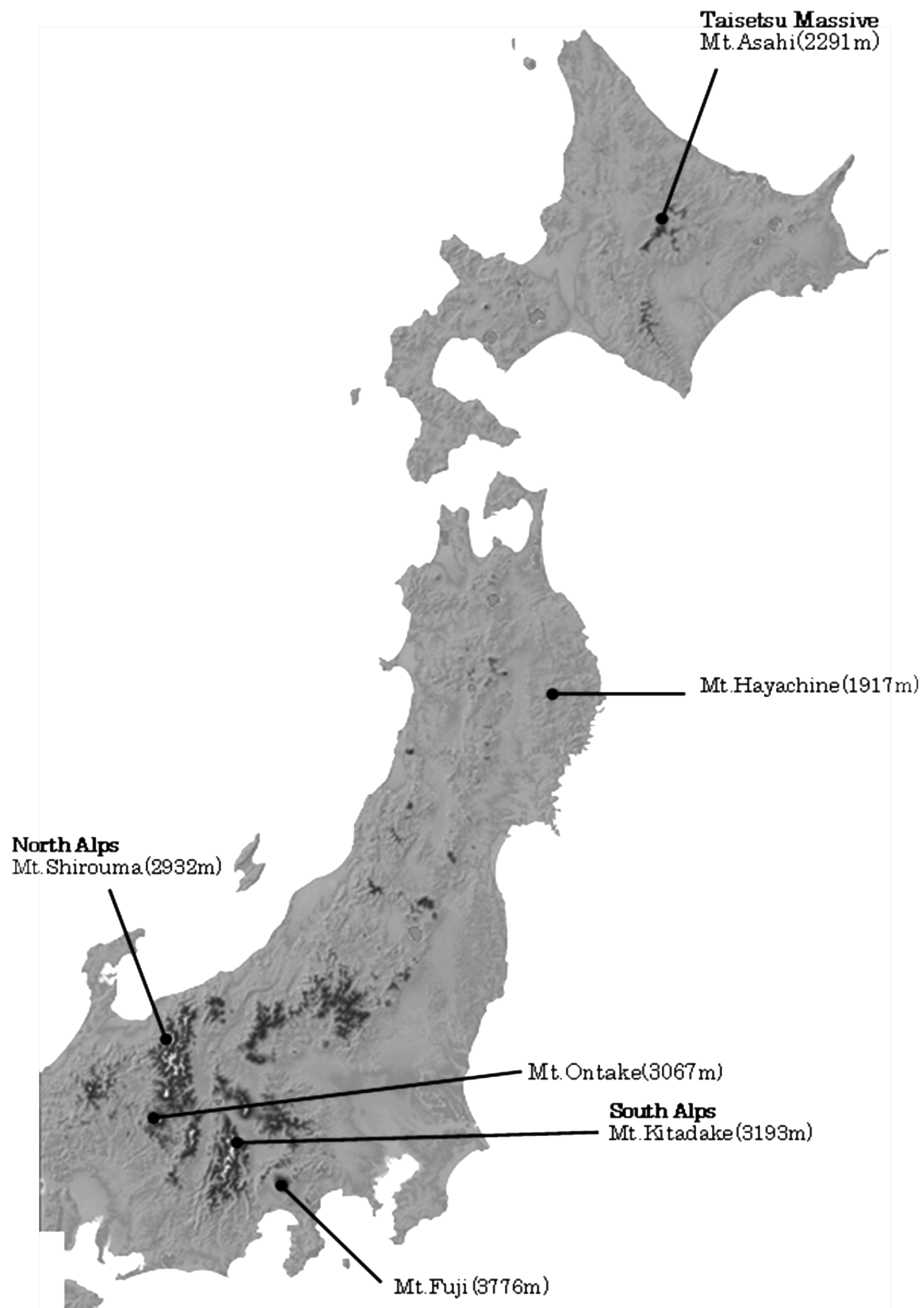 Taisetsu Massive
Mt.Asahi(2291m)
Mt.Hayachine(1917m)
North Alps
Mt.Shirouma(2932m)
Mt.Ontake(3067m)
South Alps
Mt.Kitadake(3193m)
Mt.Fuji(3776m)